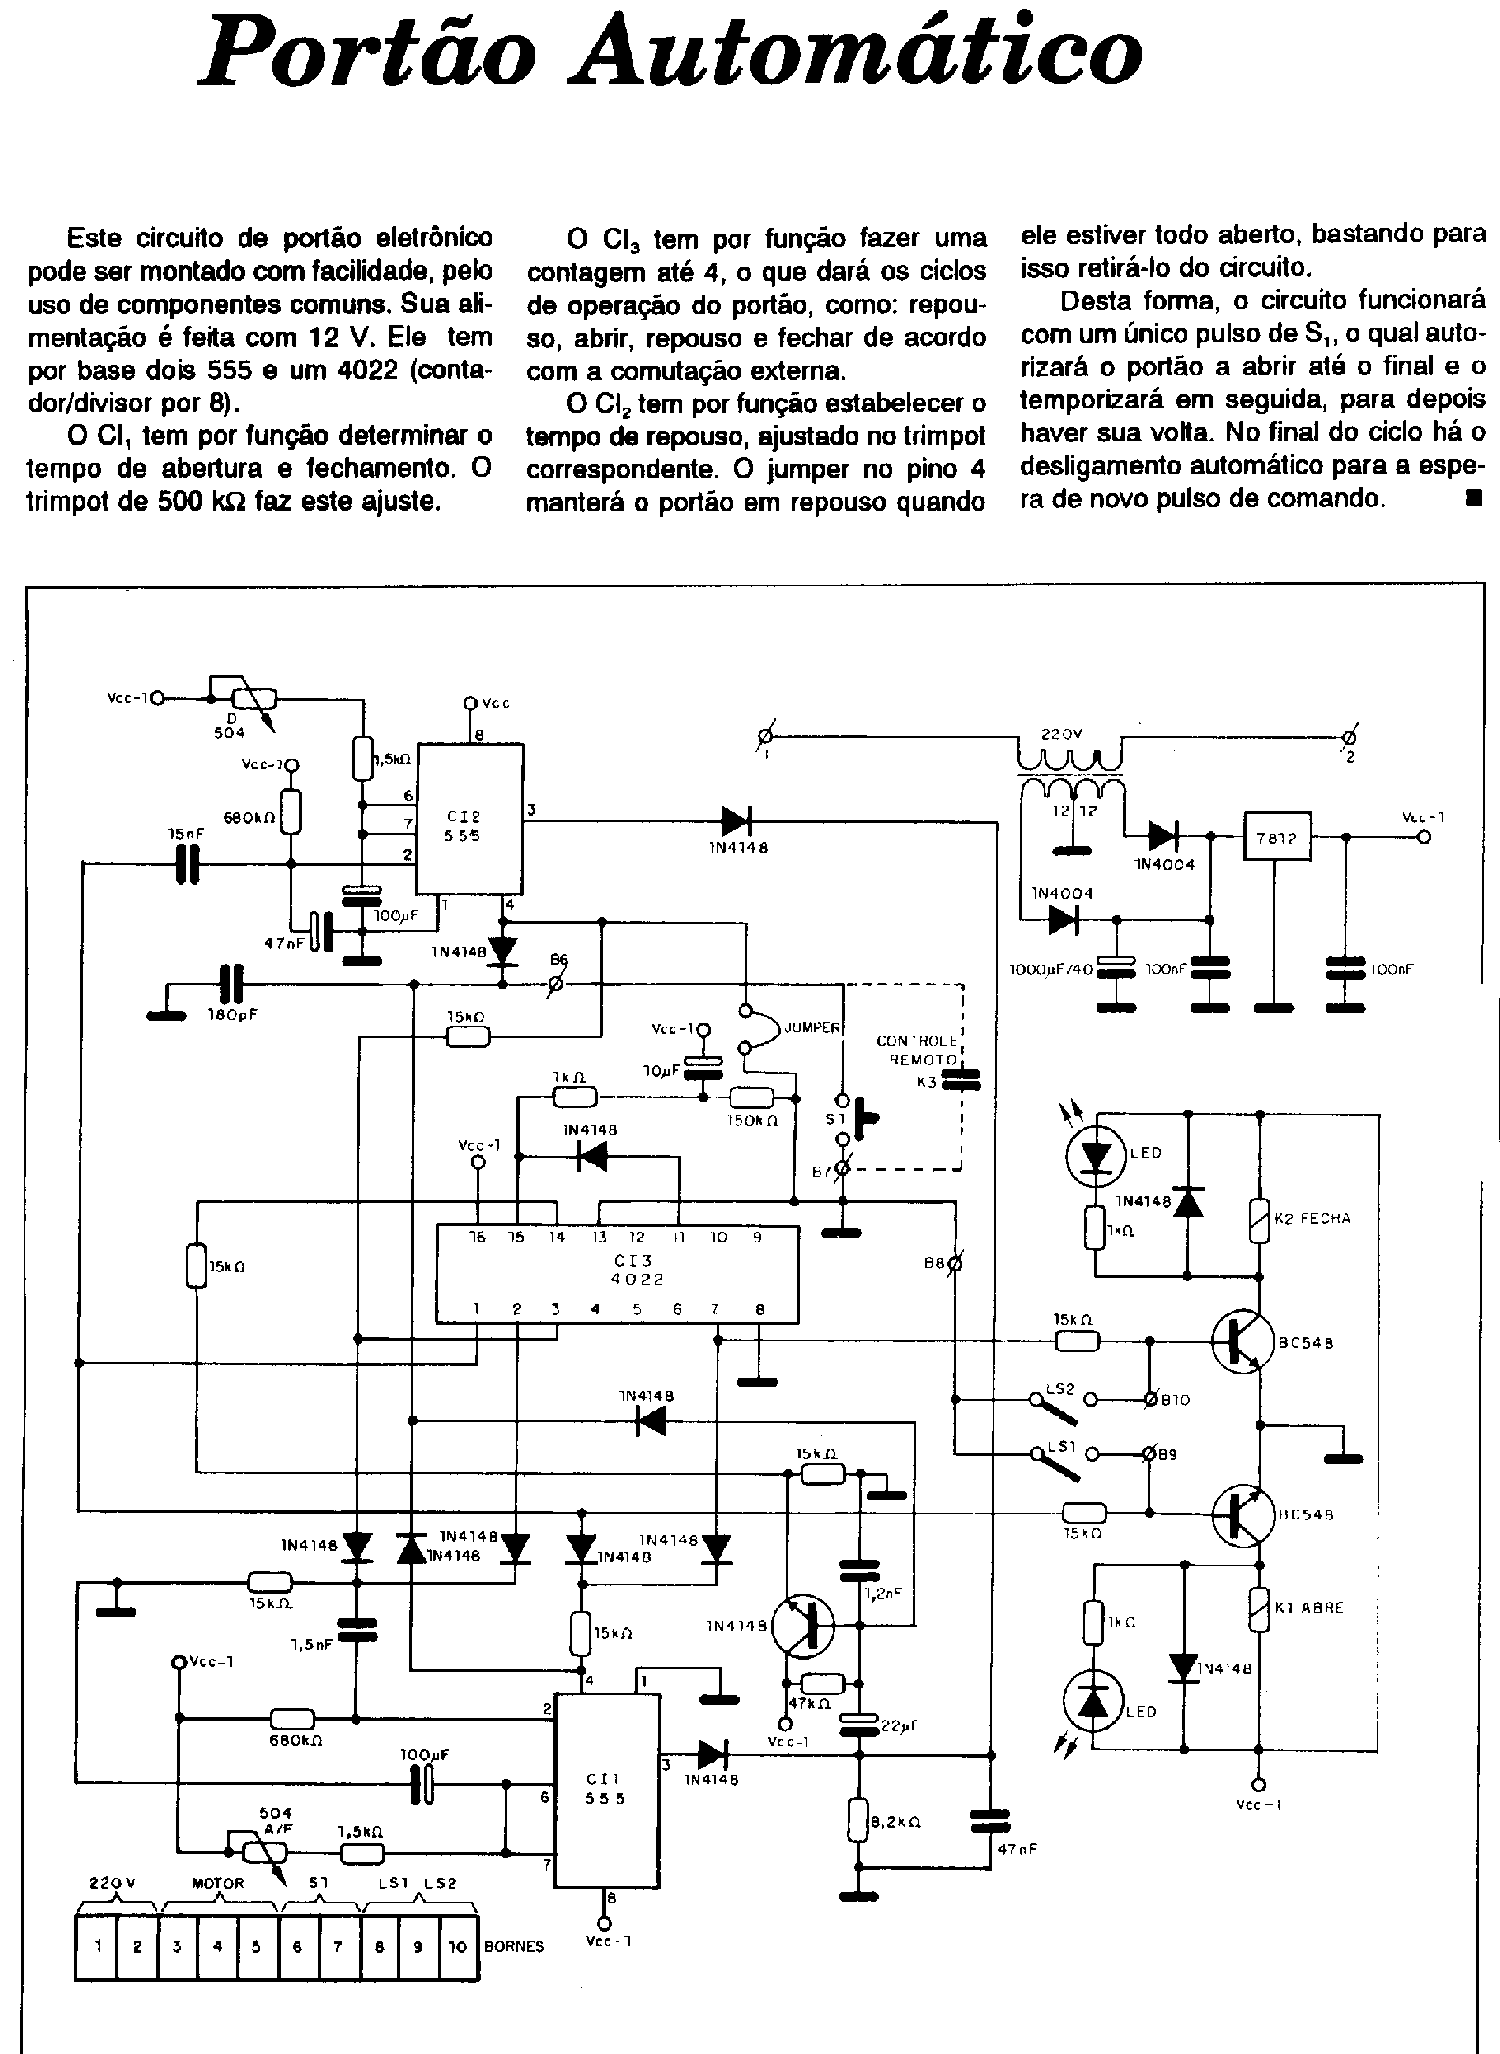 Portão Automático
Este circuito de portão eletrônico
pode ser montado com facilidade, pelo
uso de componentes comuns. Sua ali-
mentação é feita com 12 V. Ele tem
por base dois 555 e um 4022 (conta-
dor/divisor por 8).
O CI₁ tem por função determinar o
tempo de abertura e fechamento. O
trimpot de 500 kΩ faz este ajuste.
O CI₃ tem por função fazer uma
contagem até 4, o que dará os ciclos
de operação do portão, como: repou-
so, abrir, repouso e fechar de acordo
com a comutação externa.
O CI₂ tem por função estabelecer o
tempo de repouso, ajustado no trimpot
correspondente. O jumper no pino 4
manterá o portão em repouso quando
ele estiver todo aberto, bastando para
isso retirá-lo do circuito.
Desta forma, o circuito funcionará
com um único pulso de S₁, o qual auto-
rizará o portão a abrir até o final e o
temporizará em seguida, para depois
haver sua volta. No final do ciclo há o
desligamento automático para a espe-
ra de novo pulso de comando. ■
Vcc-1
D
504
Vcc
8
1,5kΩ
Vcc-1
680kΩ
15nF
6
7
2
CI2
555
3
1
4
100µF
47nF
1N4148
1N4148
220V
1
2
12 12
1N4004
1N4004
7812
Vcc-1
1000µF/40
100nF
100nF
B6
180pF
15kΩ
Vcc-1
JUMPER
10µF
CONTROLE
REMOTO
K3
1kΩ
150kΩ
S1
1N4148
Vcc-1
B7
16 15 14 13 12 11 10 9
CI3
4022
1 2 3 4 5 6 7 8
15kΩ
B8
LED
1N4148
1kΩ
K2 FECHA
15kΩ
BC548
LS2
B10
LS1
B9
1N4148
15kΩ
15kΩ
BC548
1N4148
1N4148
1N4148
1N4148
1N4148
15kΩ
1,5nF
15kΩ
1,2nF
1N4148
1kΩ
K1 ABRE
1N4148
LED
Vcc-1
Vcc-1
4
1
2
680kΩ
47kΩ
Vcc-1
22µF
100µF
CI1
555
3
6
1N4148
504
A/F
1,5kΩ
7
8,2kΩ
47nF
8
Vcc-1
220V MOTOR S1 LS1 LS2
1 2 3 4 5 6 7 8 9 10 BORNES